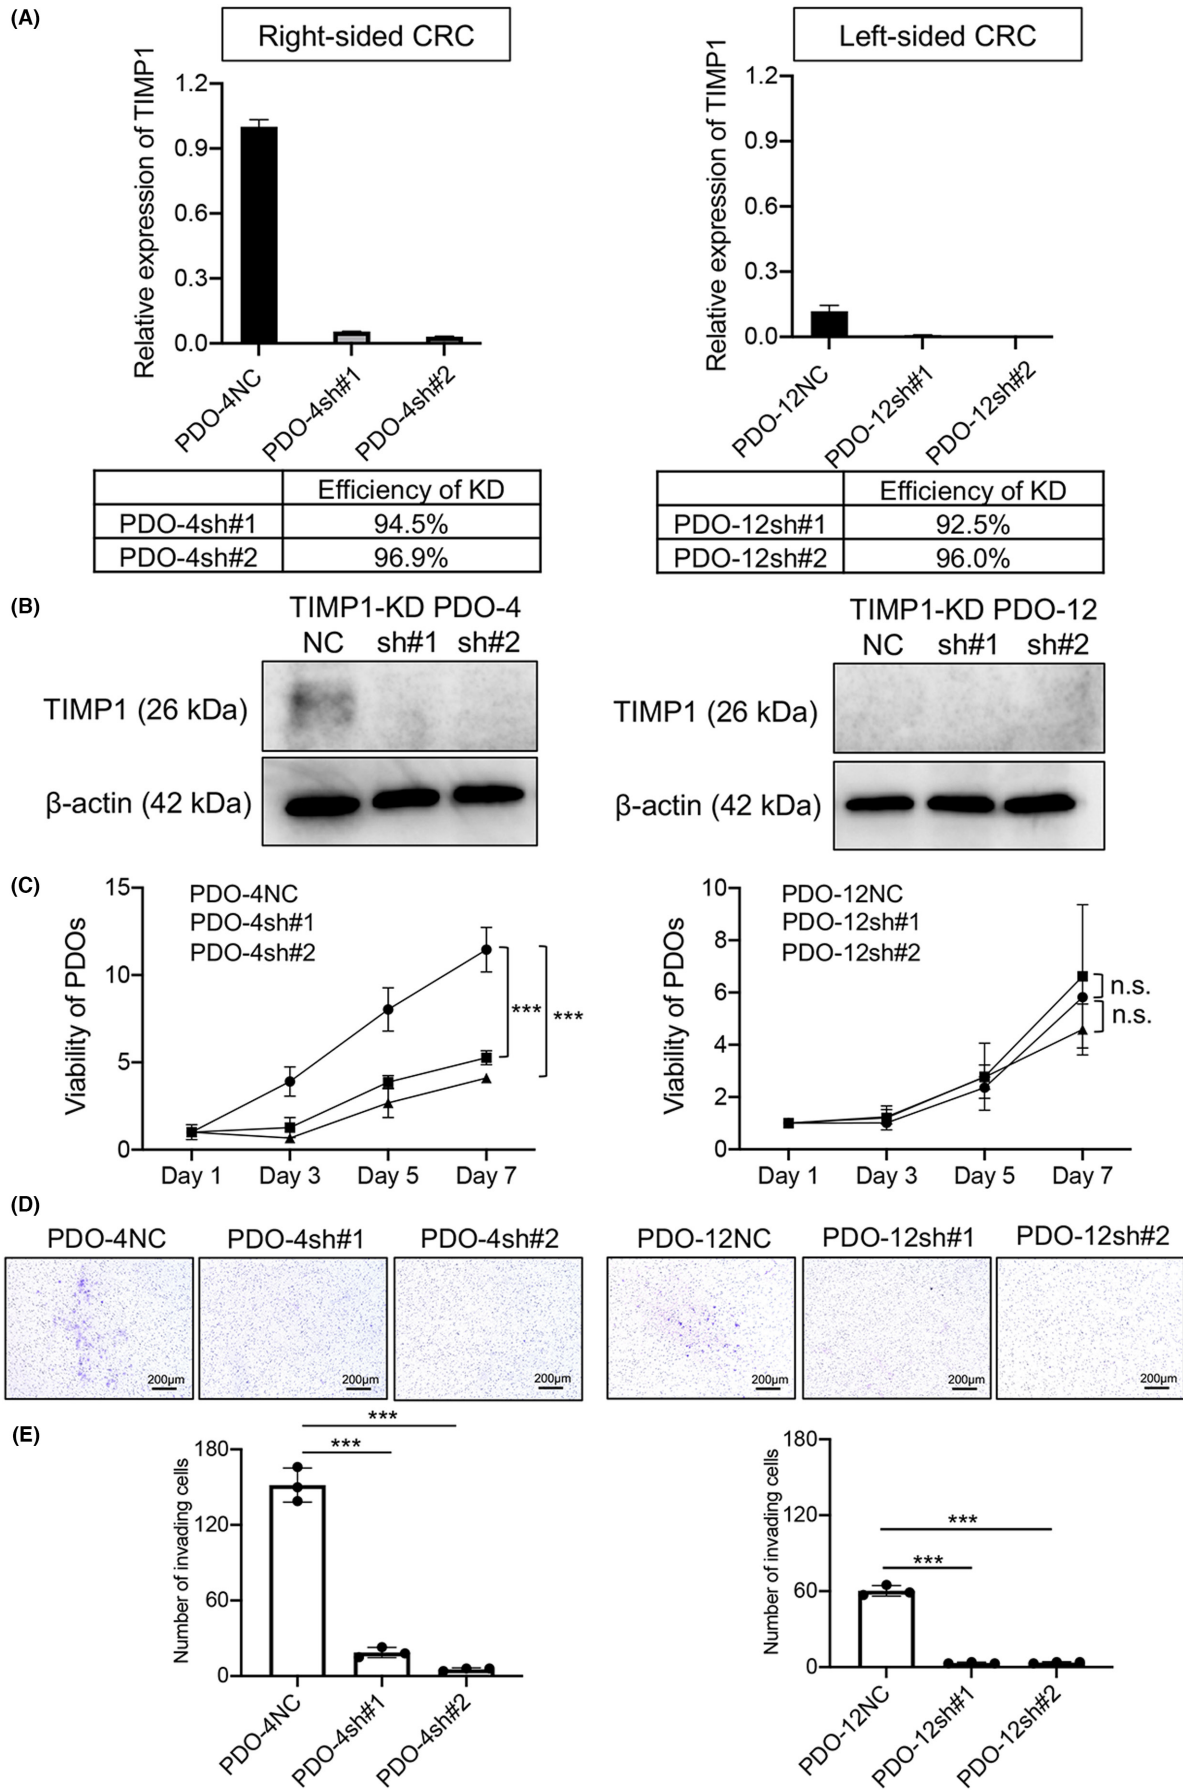 (A)
Right-sided CRC
Left-sided CRC
Relative expression of TIMP1
1.2
0.9
0.6
0.3
0.0
PDO-4NC
PDO-4sh#1
PDO-4sh#2
Relative expression of TIMP1
1.2
0.9
0.6
0.3
0.0
PDO-12NC
PDO-12sh#1
PDO-12sh#2
Efficiency of KD
PDO-4sh#1 94.5%
PDO-4sh#2 96.9%
Efficiency of KD
PDO-12sh#1 92.5%
PDO-12sh#2 96.0%
(B)
TIMP1-KD PDO-4
NC sh#1 sh#2
TIMP1 (26 kDa)
β-actin (42 kDa)
TIMP1-KD PDO-12
NC sh#1 sh#2
TIMP1 (26 kDa)
β-actin (42 kDa)
(C)
Viability of PDOs
15
10
5
0
PDO-4NC
PDO-4sh#1
PDO-4sh#2
***
***
Day 1 Day 3 Day 5 Day 7
Viability of PDOs
10
8
6
4
2
0
PDO-12NC
PDO-12sh#1
PDO-12sh#2
n.s.
n.s.
Day 1 Day 3 Day 5 Day 7
(D)
PDO-4NC PDO-4sh#1 PDO-4sh#2
200μm 200μm 200μm
PDO-12NC PDO-12sh#1 PDO-12sh#2
200μm 200μm 200μm
(E)
Number of invading cells
180
120
60
0
***
***
PDO-4NC
PDO-4sh#1
PDO-4sh#2
Number of invading cells
180
120
60
0
***
***
PDO-12NC
PDO-12sh#1
PDO-12sh#2